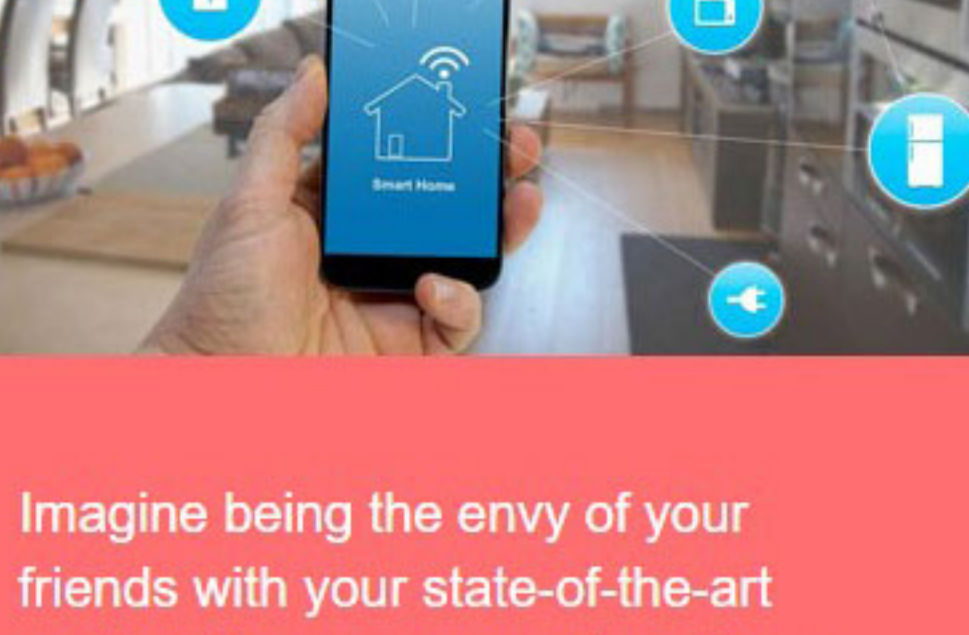 Smart Home
Imagine being the envy of your
friends with your state-of-the-art